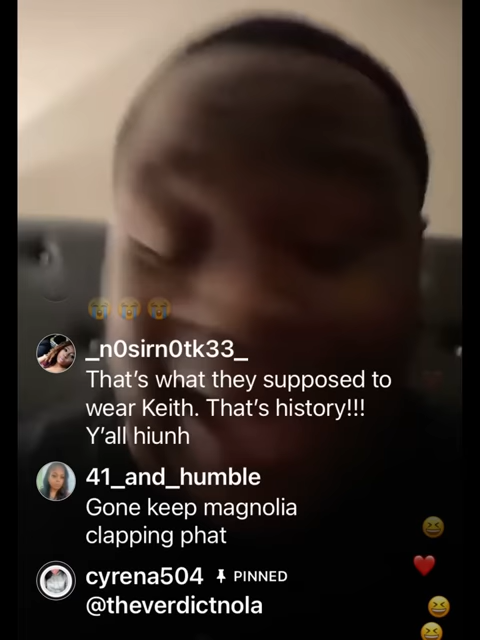 _n0sirn0tk33_
That’s what they supposed to
wear Keith. That’s history!!!
Y’all hiunh
41_and_humble
Gone keep magnolia
clapping phat
cyrena504 PINNED
@theverdictnola